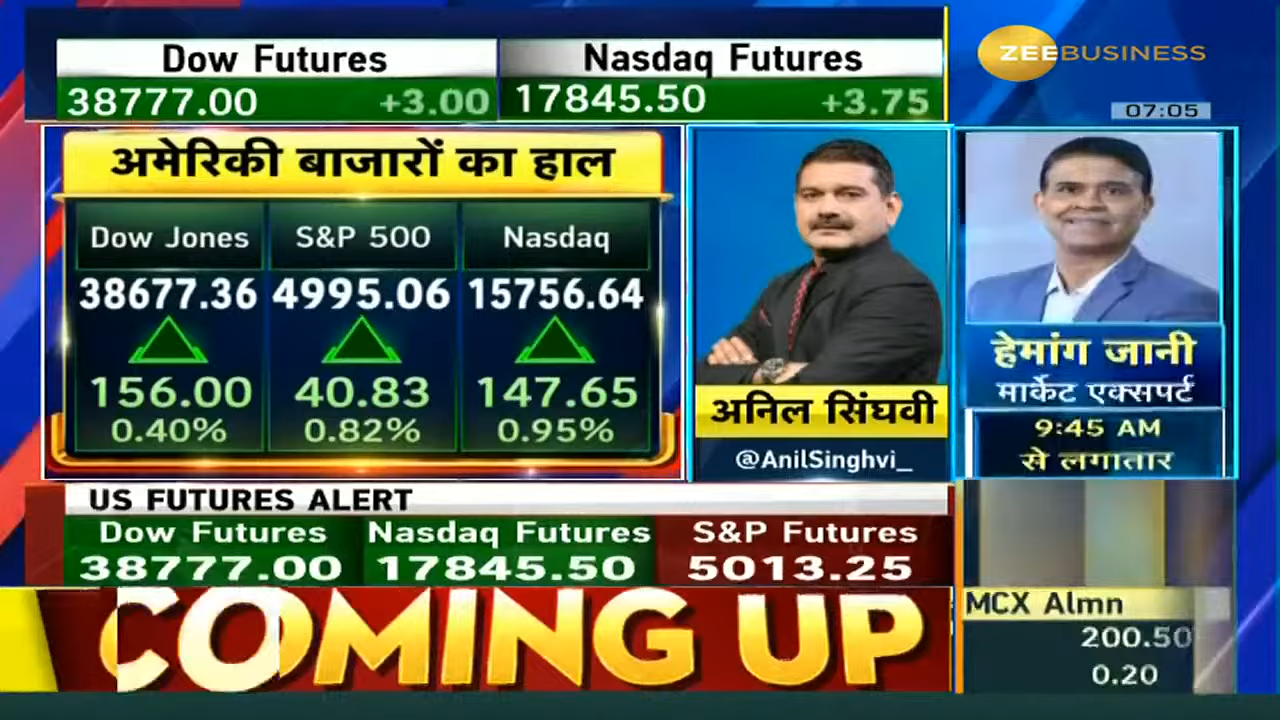 Dow Futures
38777.00 +3.00
Nasdaq Futures
17845.50 +3.75
ZEEBUSINESS
07:05
अमेरिकी बाजारों का हाल
Dow Jones S&P 500 Nasdaq
38677.36 4995.06 15756.64
156.00 40.83 147.65
0.40% 0.82% 0.95%
अनिल सिंघवी
@AnilSinghvi_
हेमांग जानी
मार्केट एक्सपर्ट
9:45 AM
से लगातार
US FUTURES ALERT
Dow Futures Nasdaq Futures S&P Futures
38777.00 17845.50 5013.25
COMING UP
MCX Almn
200.50
0.20